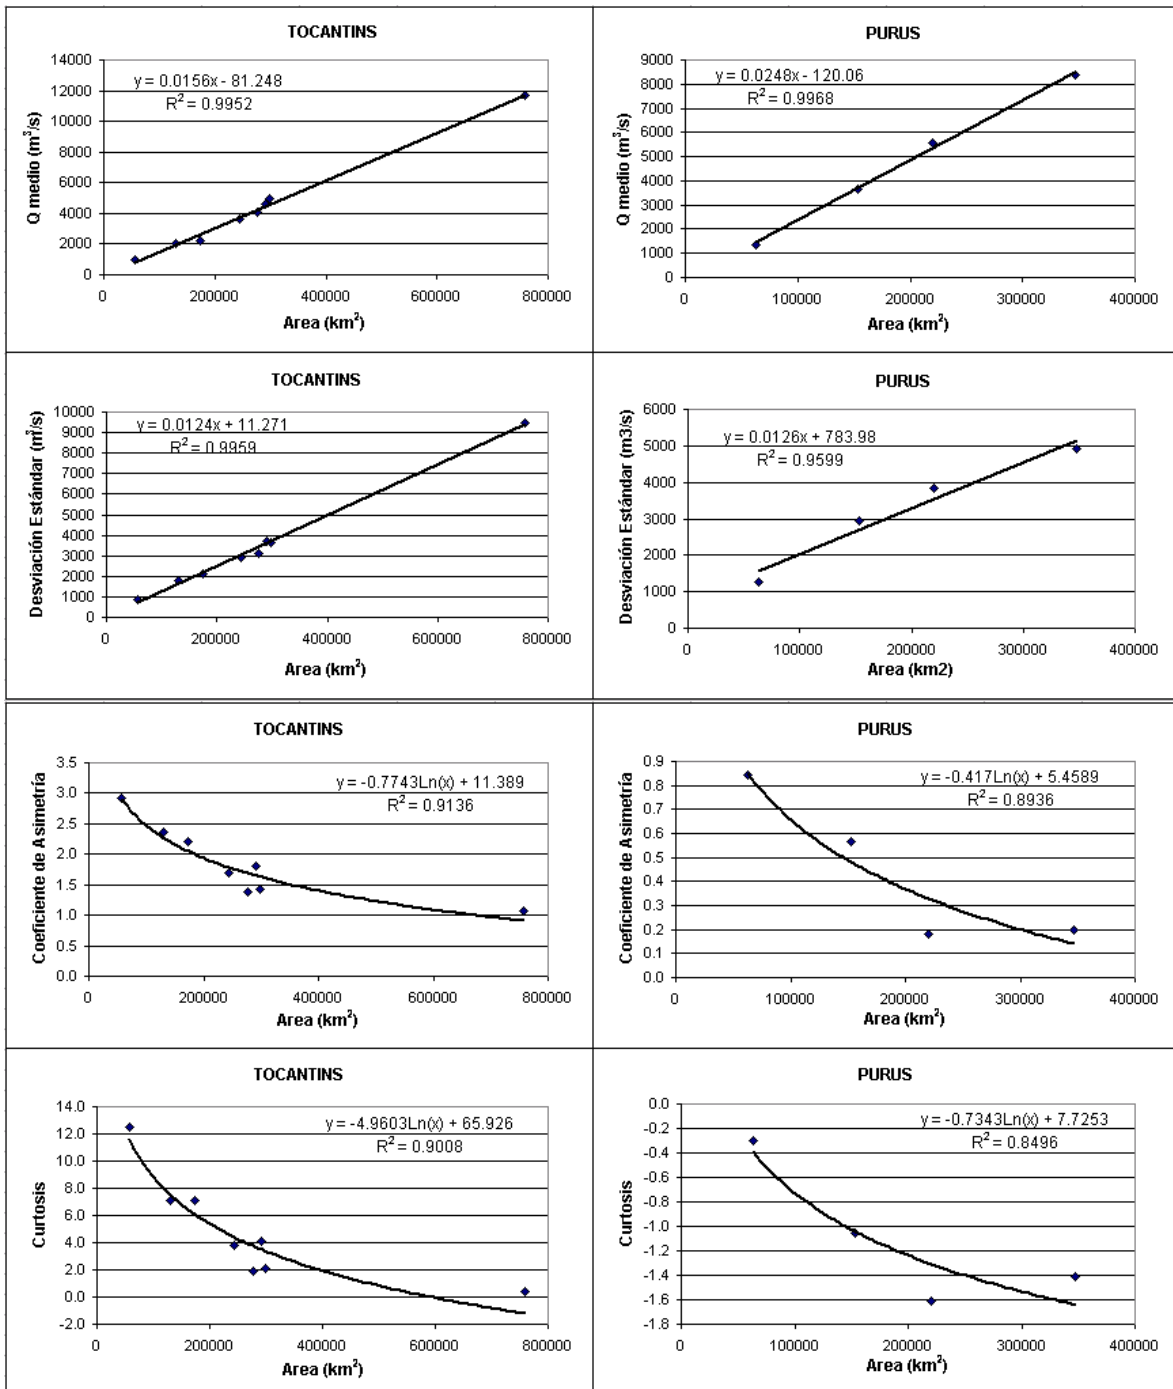 TOCANTINS
14000
12000
10000
8000
6000
4000
2000
0
y = 0.0156x - 81.248
R² = 0.9952
Q medio (m³/s)
0 200000 400000 600000 800000
Area (km²)
PURUS
9000
8000
7000
6000
5000
4000
3000
2000
1000
0
y = 0.0248x - 120.06
R² = 0.9968
Q medio (m³/s)
0 100000 200000 300000 400000
Area (km²)
TOCANTINS
10000
9000
8000
7000
6000
5000
4000
3000
2000
1000
0
y = 0.0124x + 11.271
R² = 0.9959
Desviación Estándar (m³/s)
0 200000 400000 600000 800000
Area (km²)
PURUS
6000
5000
4000
3000
2000
1000
0
y = 0.0126x + 783.98
R² = 0.9599
Desviación Estándar (m3/s)
0 100000 200000 300000 400000
Area (km2)
TOCANTINS
3.5
3.0
2.5
2.0
1.5
1.0
0.5
0.0
y = -0.7743Ln(x) + 11.389
R² = 0.9136
Coeficiente de Asimetría
0 200000 400000 600000 800000
Area (km²)
PURUS
0.9
0.8
0.7
0.6
0.5
0.4
0.3
0.2
0.1
0.0
y = -0.417Ln(x) + 5.4589
R² = 0.8936
Coeficiente de Asimetría
0 100000 200000 300000 400000
Area (km²)
TOCANTINS
14.0
12.0
10.0
8.0
6.0
4.0
2.0
0.0
-2.0
y = -4.9603Ln(x) + 65.926
R² = 0.9008
Curtosis
0 200000 400000 600000 800000
Area (km²)
PURUS
0.0
-0.2
-0.4
-0.6
-0.8
-1.0
-1.2
-1.4
-1.6
-1.8
y = -0.7343Ln(x) + 7.7253
R² = 0.8496
Curtosis
0 100000 200000 300000 400000
Area (km²)